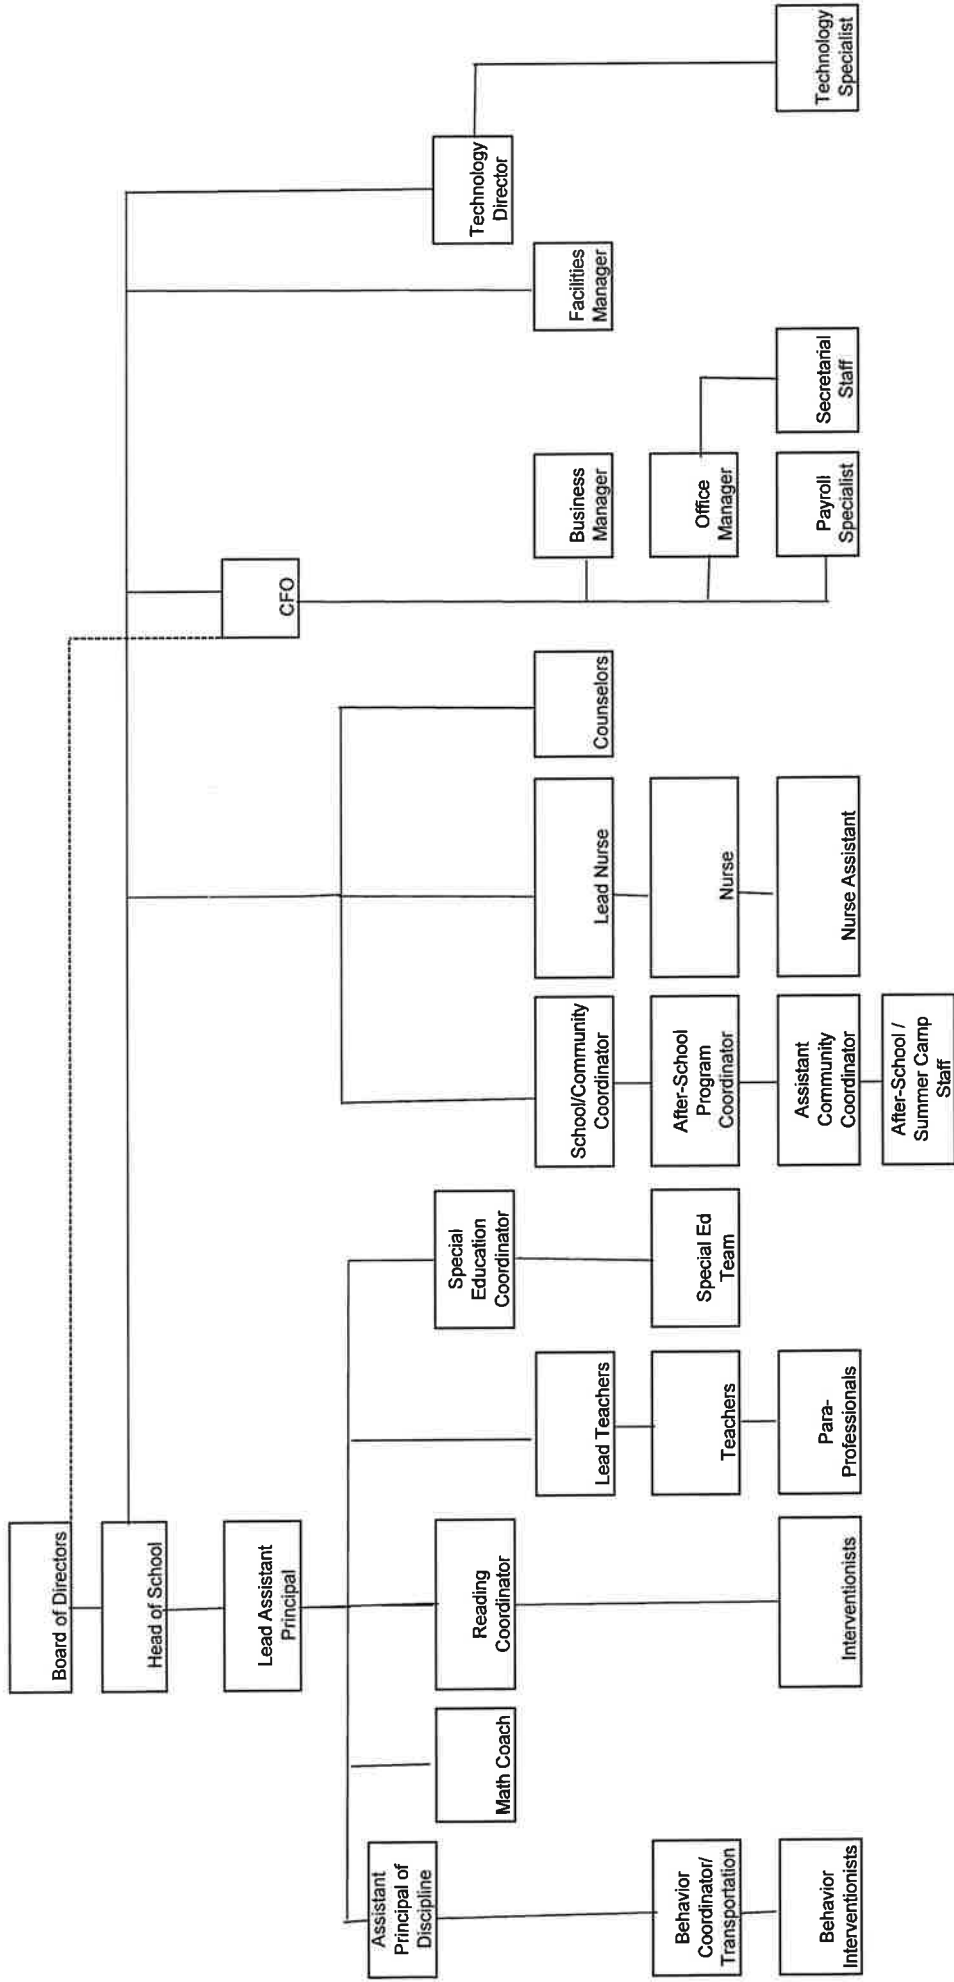 Board of Directors
Head of School
Lead Assistant
Principal
CFO
Assistant
Principal of
Discipline
Math Coach
Reading
Coordinator
Special
Education
Coordinator
Technology
Director
Lead Teachers
School/Community
Coordinator
Lead Nurse
Counselors
Business
Manager
Facilities
Manager
Behavior
Coordinator/
Transportation
Teachers
Special Ed
Team
After-School
Program
Coordinator
Nurse
Office
Manager
Behavior
Interventionists
Interventionists
Para-
Professionals
Assistant
Community
Coordinator
Nurse Assistant
Payroll
Specialist
Secretarial
Staff
Technology
Specialist
After-School /
Summer Camp
Staff